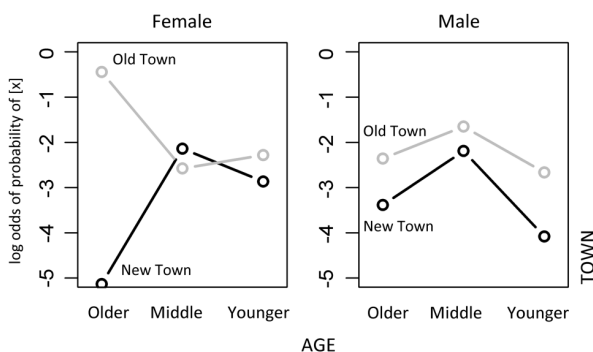 Female
Male
log odds of probability of [x]
0
-1
-2
-3
-4
-5
Old Town
New Town
Older Middle Younger
0
-1
-2
-3
-4
-5
Old Town
New Town
Older Middle Younger
AGE
TOWN